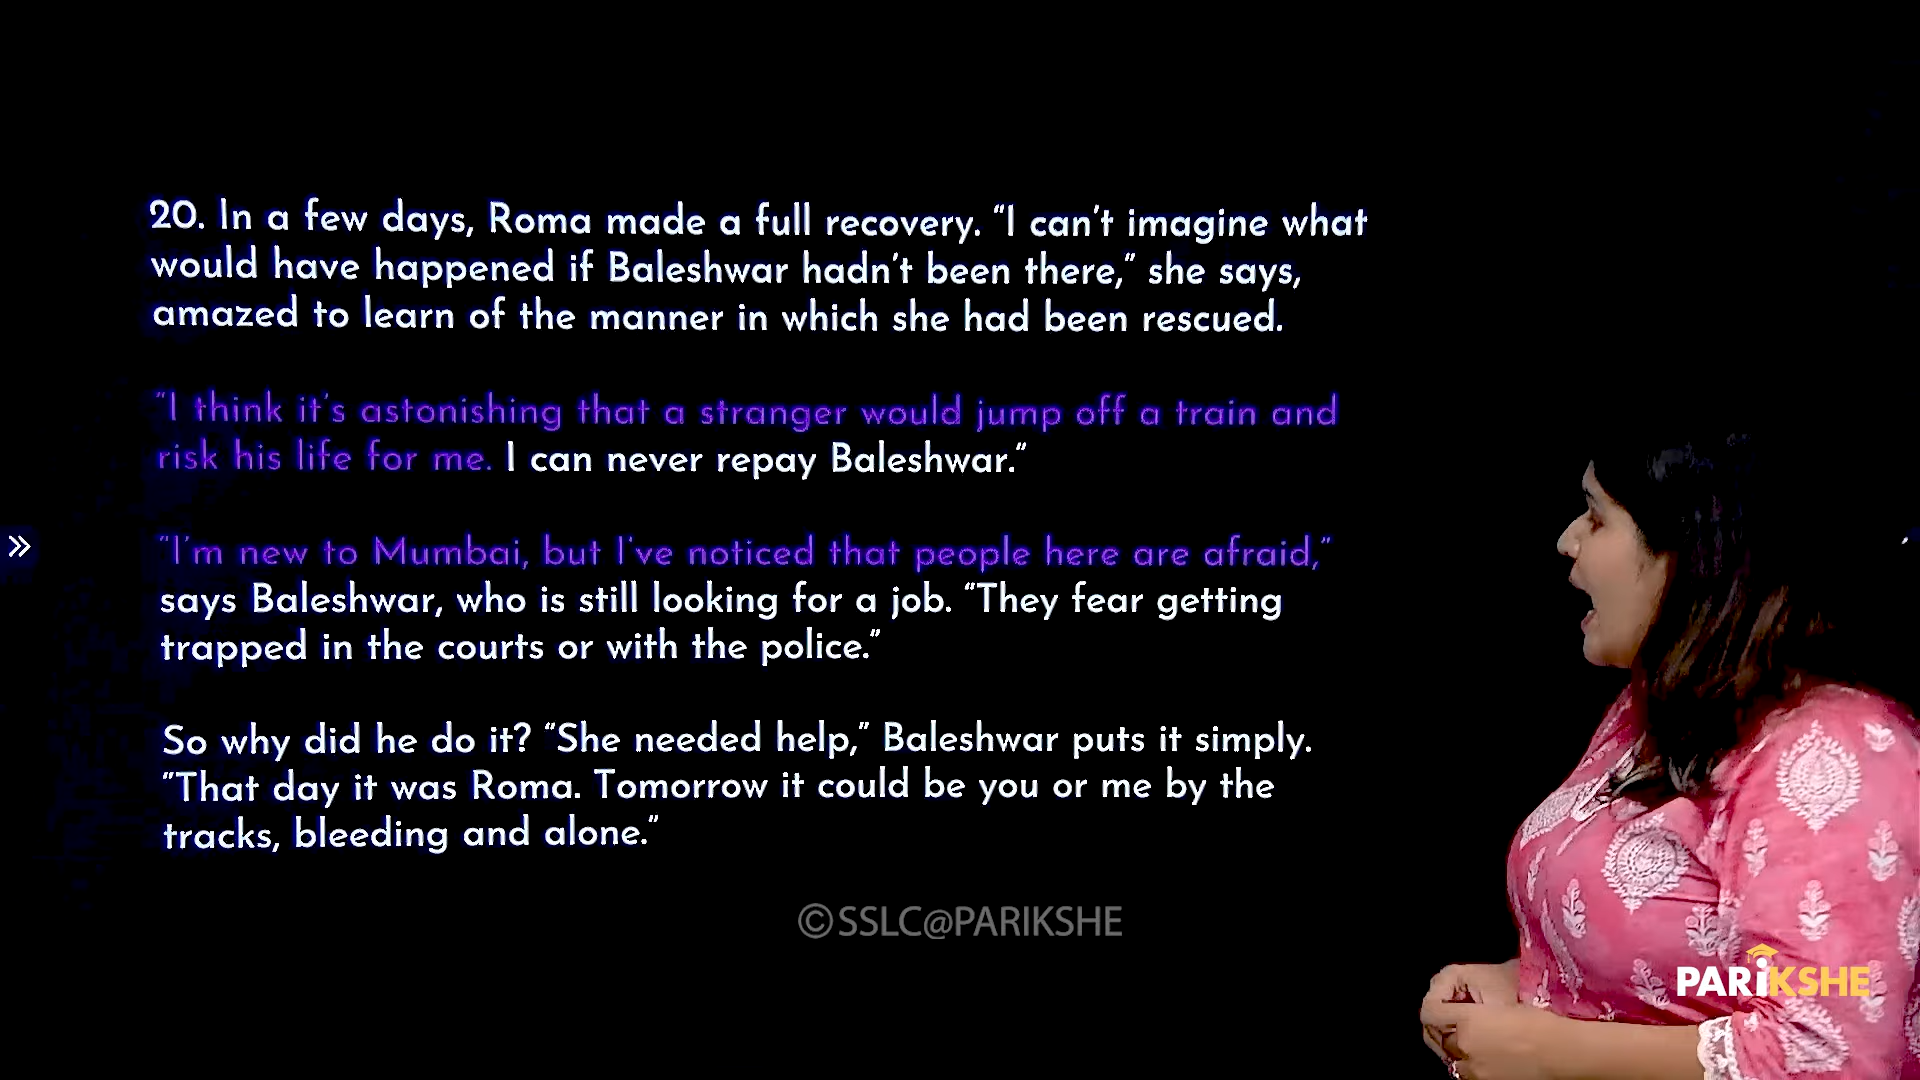 20. In a few days, Roma made a full recovery. “I can’t imagine what
would have happened if Baleshwar hadn’t been there,” she says,
amazed to learn of the manner in which she had been rescued.
“I think it’s astonishing that a stranger would jump off a train and
risk his life for me. I can never repay Baleshwar.”
“I’m new to Mumbai, but I’ve noticed that people here are afraid,”
says Baleshwar, who is still looking for a job. “They fear getting
trapped in the courts or with the police.”
So why did he do it? “She needed help,” Baleshwar puts it simply.
“That day it was Roma. Tomorrow it could be you or me by the
tracks, bleeding and alone.”
©SSLC@PARIKSHE
PARIKSHE